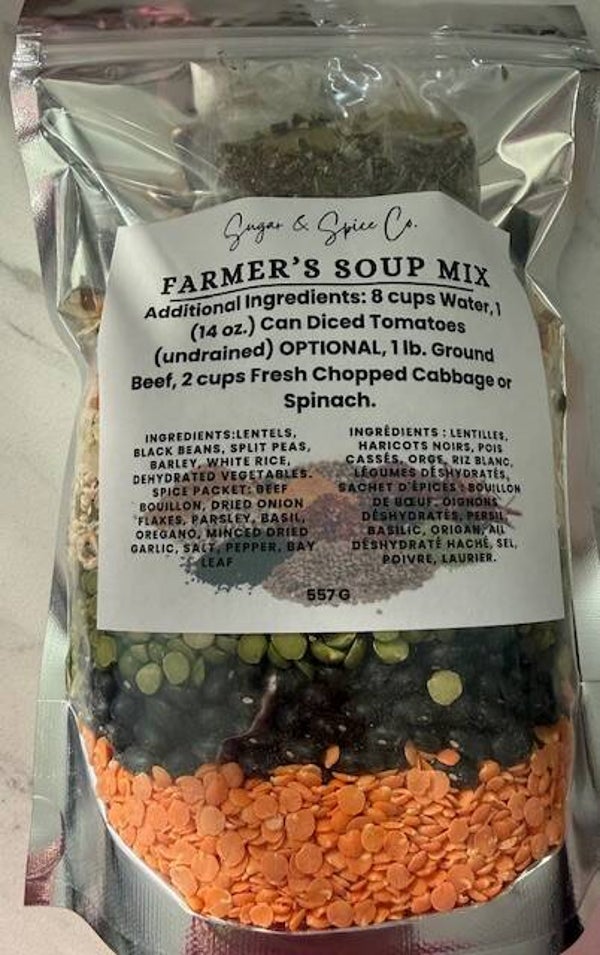 Sugar & Spice Co.
FARMER'S SOUP MIX
Additional Ingredients: 8 cups Water, 1
(14 oz.) Can Diced Tomatoes
(undrained) OPTIONAL, 1 lb. Ground
Beef, 2 cups Fresh Chopped Cabbage or
Spinach.
INGREDIENTS:LENTELS,
BLACK BEANS, SPLIT PEAS,
BARLEY, WHITE RICE,
DEHYDRATED VEGETABLES.
SPICE PACKET: BEEF
BOUILLON, DRIED ONION
FLAKES, PARSLEY, BASIL,
OREGANO, MINCED DRIED
GARLIC, SALT, PEPPER, BAY
LEAF
INGRÉDIENTS : LENTILLES,
HARICOTS NOIRS, POIS
CASSÉS, ORGE, RIZ BLANC,
LÉGUMES DÉSHYDRATÉS,
SACHET D'ÉPICES : BOUILLON
DE BŒUF, OIGNONS
DÉSHYDRATÉS, PERSIL,
BASILIC, ORIGAN, AIL
DÉSHYDRATÉ HACHÉ, SEL,
POIVRE, LAURIER.
557 G